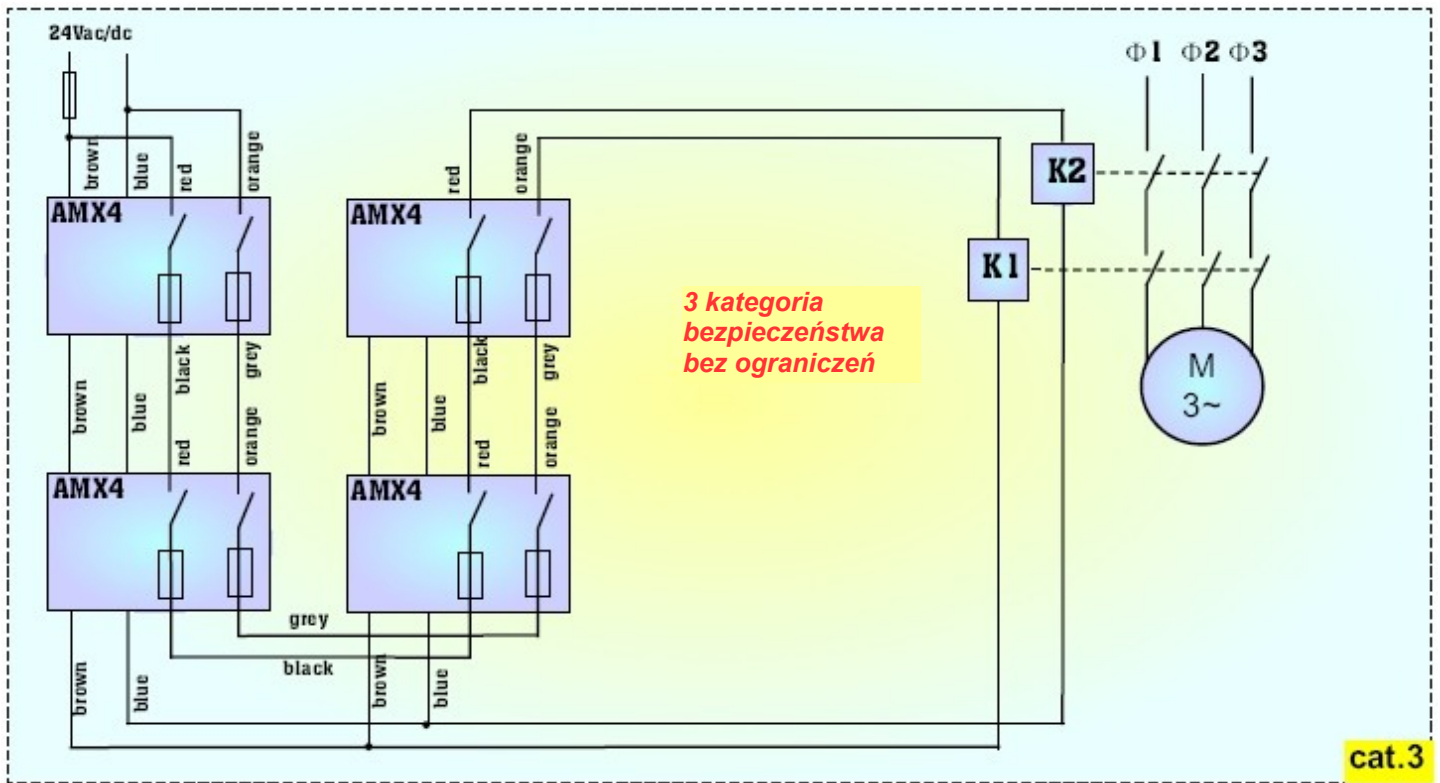 24Vac/dc
Φ1 Φ2 Φ3
brown
blue
red
orange
red
orange
K2
AMX4
AMX4
K1
3 kategoria
bezpieczeństwa
bez ograniczeń
M
3~
brown
blue
black
grey
brown
blue
black
grey
red
orange
red
orange
AMX4
AMX4
grey
black
brown
blue
brown
blue
cat.3